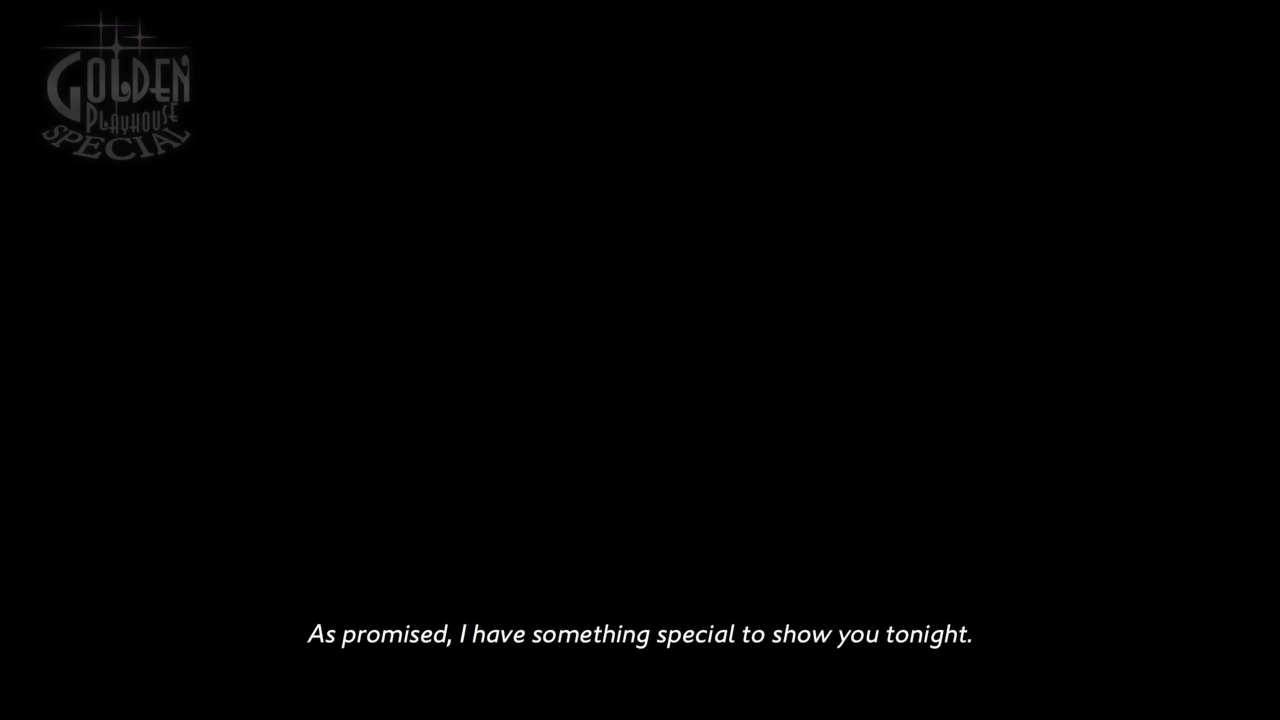 GOLDEN
PLAYHOUSE
SPECIAL
As promised, I have something special to show you tonight.